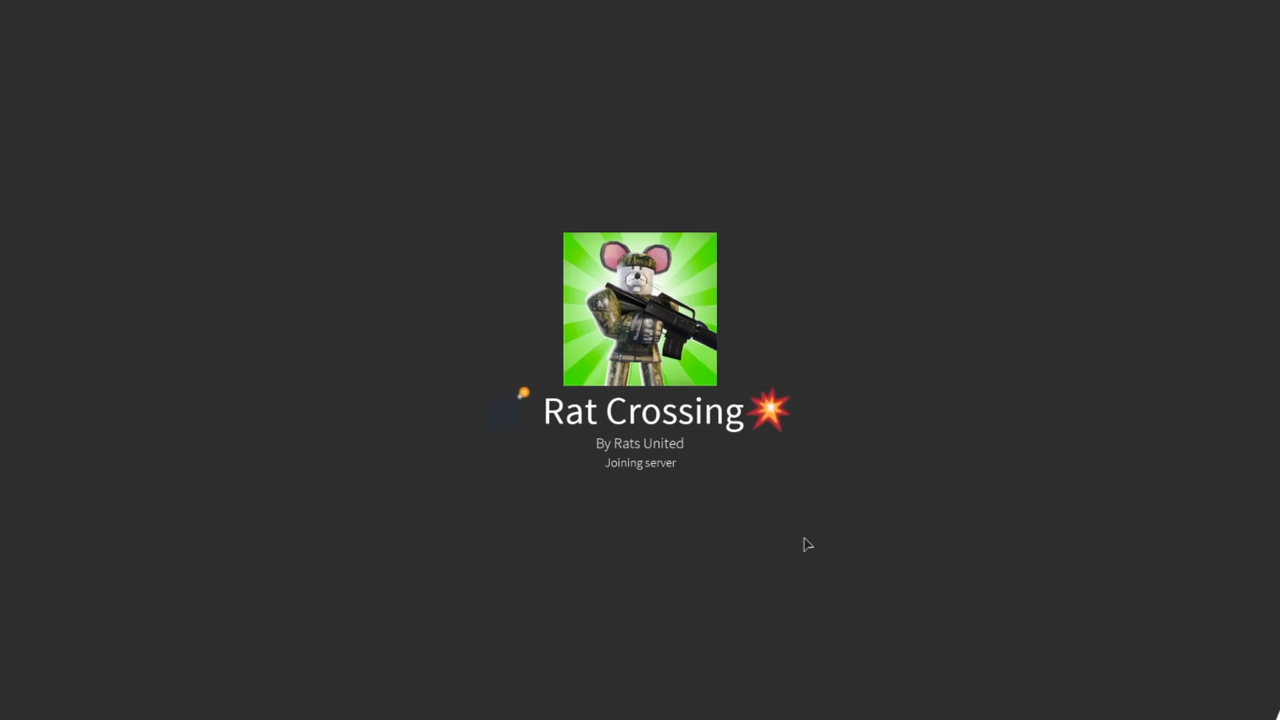 💣 Rat Crossing💥
By Rats United
Joining server